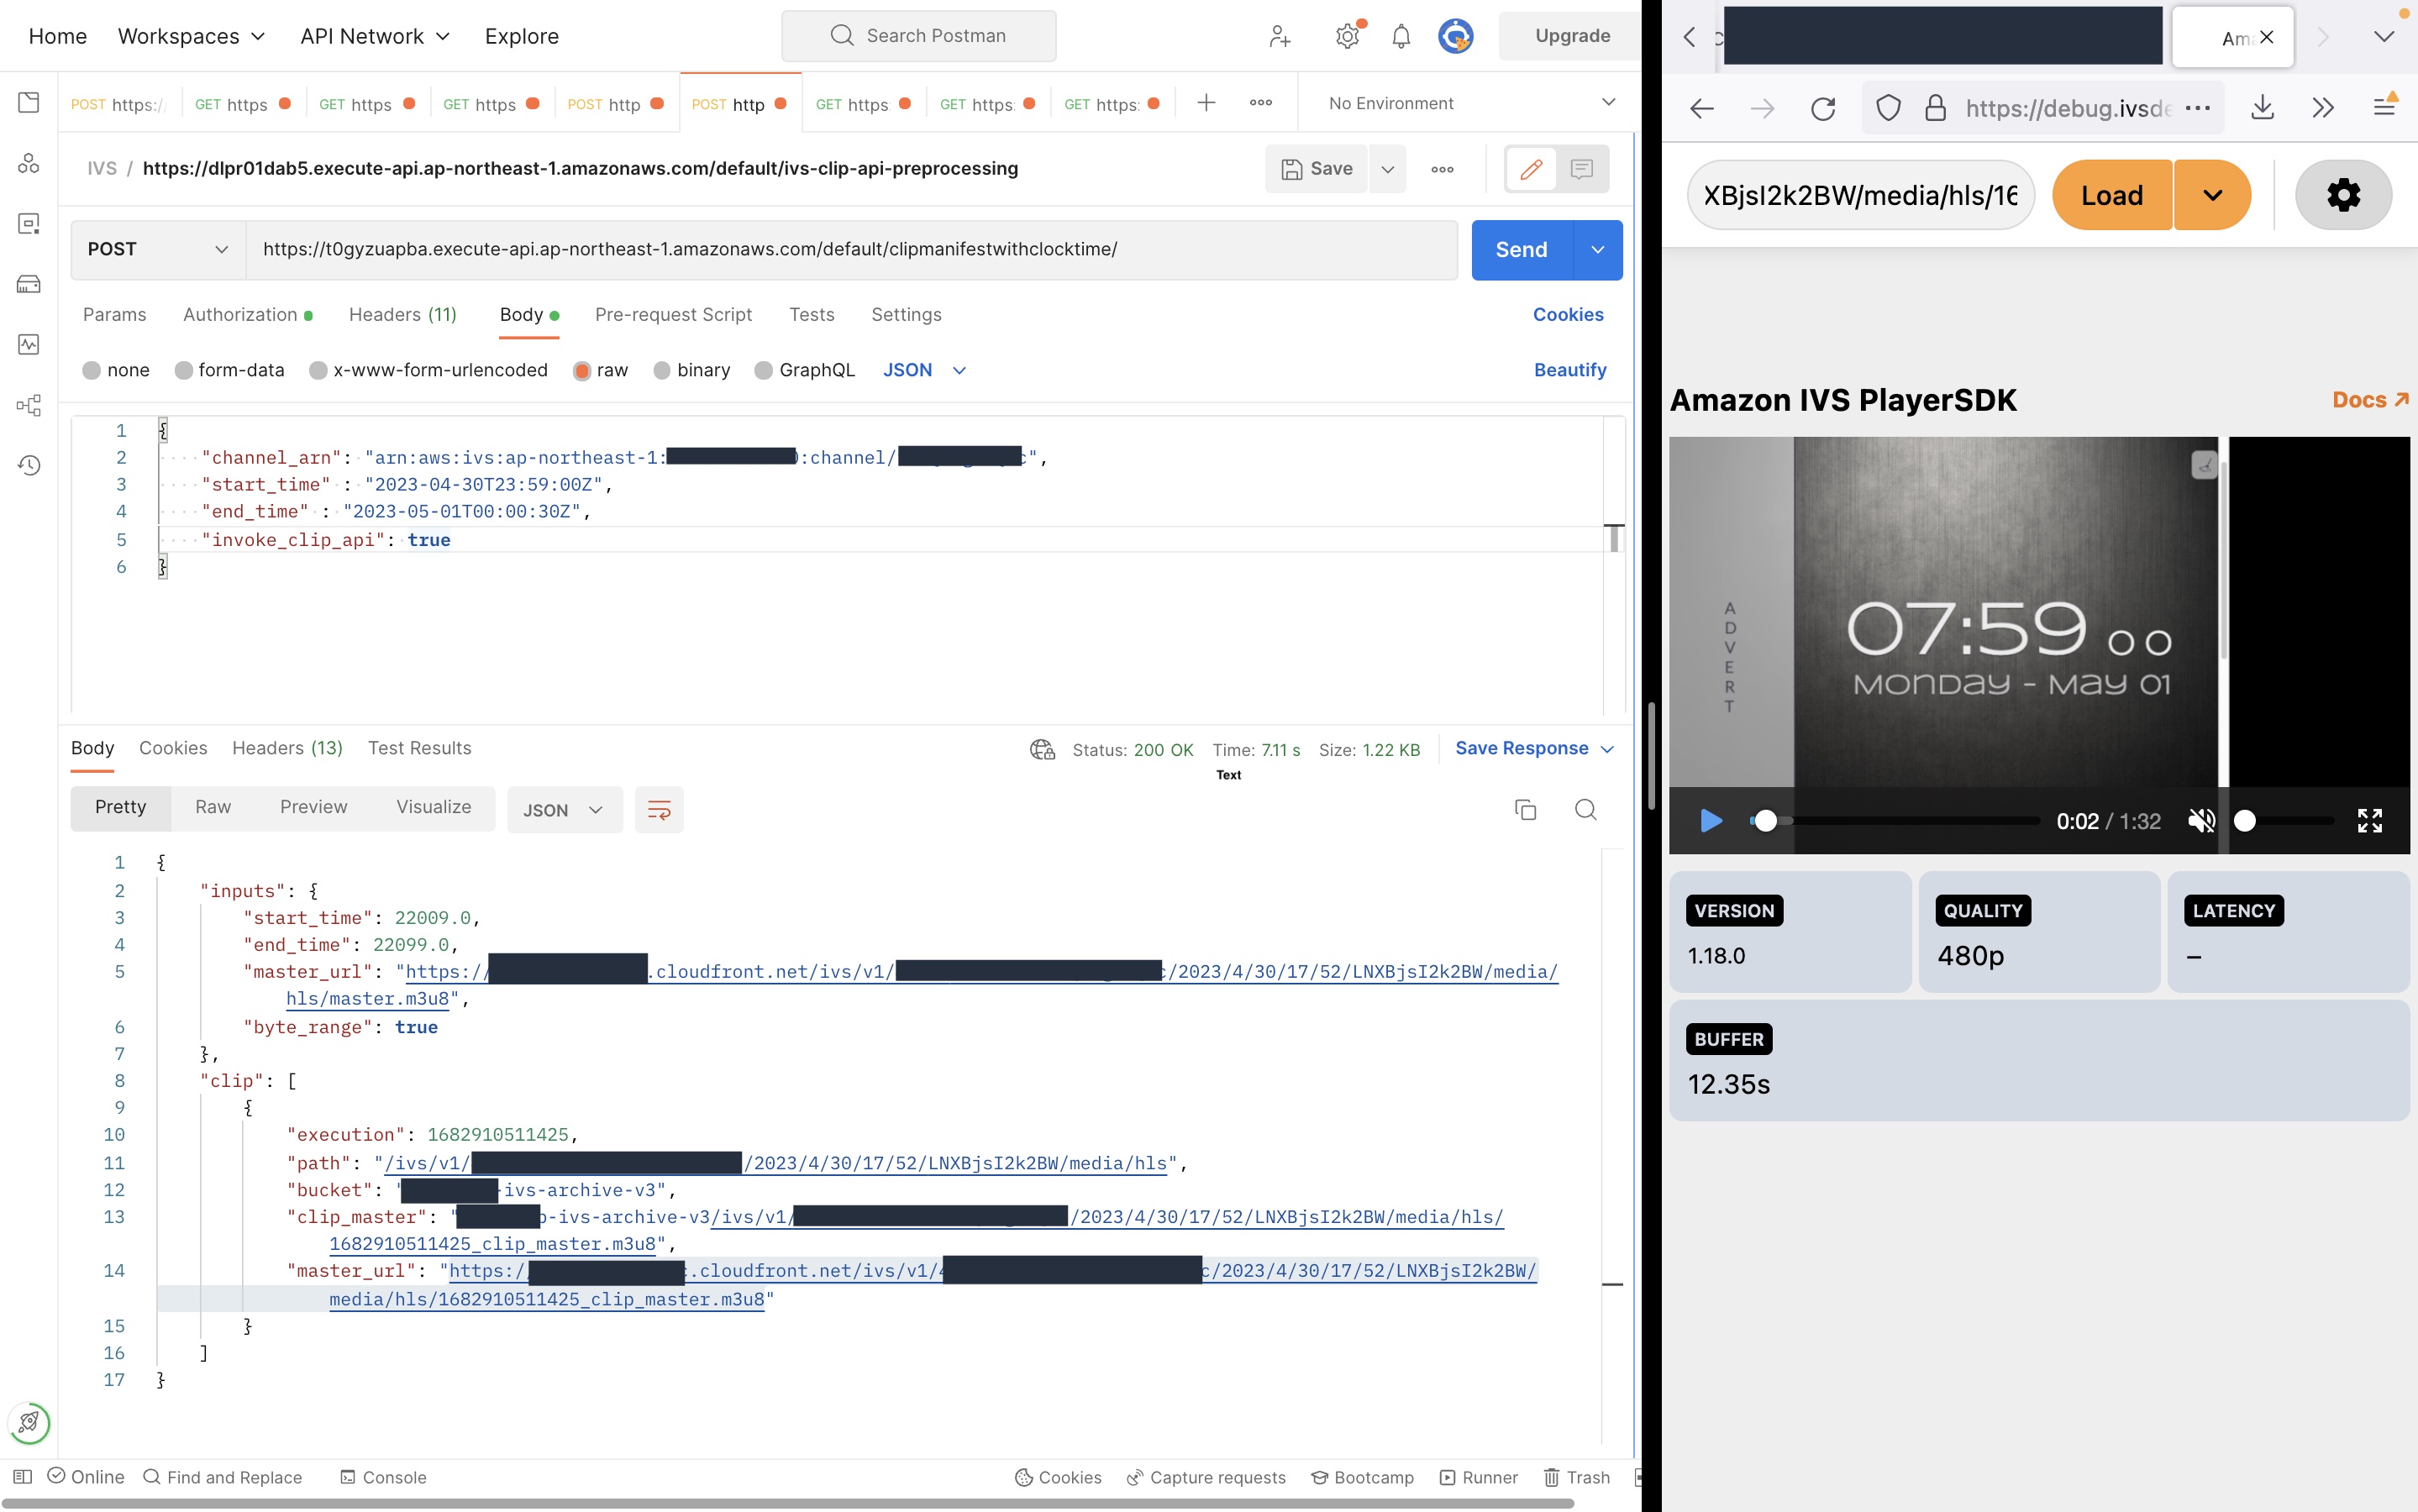 Home Workspaces API Network Explore Search Postman Upgrade
POST https:/ GET https GET https GET https POST http POST http GET https: GET https: GET https: No Environment
IVS / https://dlpr01dab5.execute-api.ap-northeast-1.amazonaws.com/default/ivs-clip-api-preprocessing Save
POST https://t0gyzuapba.execute-api.ap-northeast-1.amazonaws.com/default/clipmanifestwithclocktime/ Send
Params Authorization Headers (11) Body Pre-request Script Tests Settings Cookies
none form-data x-www-form-urlencoded raw binary GraphQL JSON Beautify
1 {
2 "channel_arn": "arn:aws:ivs:ap-northeast-1: :channel/ ",
3 "start_time" : "2023-04-30T23:59:00Z",
4 "end_time" : "2023-05-01T00:00:30Z",
5 "invoke_clip_api": true
6 }
Body Cookies Headers (13) Test Results Status: 200 OK Time: 7.11 s Size: 1.22 KB Save Response
Text
Pretty Raw Preview Visualize JSON
1 {
2 "inputs": {
3 "start_time": 22009.0,
4 "end_time": 22099.0,
5 "master_url": "https:// .cloudfront.net/ivs/v1/ /2023/4/30/17/52/LNXBjsI2k2BW/media/
hls/master.m3u8",
6 "byte_range": true
7 },
8 "clip": [
9 {
10 "execution": 1682910511425,
11 "path": "/ivs/v1/ /2023/4/30/17/52/LNXBjsI2k2BW/media/hls",
12 "bucket": " -ivs-archive-v3",
13 "clip_master": " -ivs-archive-v3/ivs/v1/ /2023/4/30/17/52/LNXBjsI2k2BW/media/hls/
1682910511425_clip_master.m3u8",
14 "master_url": "https:/ .cloudfront.net/ivs/v1/ /2023/4/30/17/52/LNXBjsI2k2BW/
media/hls/1682910511425_clip_master.m3u8"
15 }
16 ]
17 }
Online Find and Replace Console Cookies Capture requests Bootcamp Runner Trash
Ama
https://debug.ivsde
XBjsI2k2BW/media/hls/16 Load
Amazon IVS PlayerSDK Docs
ADVERT
07:59 00
Monday - May 01
0:02 / 1:32
VERSION QUALITY LATENCY
1.18.0 480p –
BUFFER
12.35s